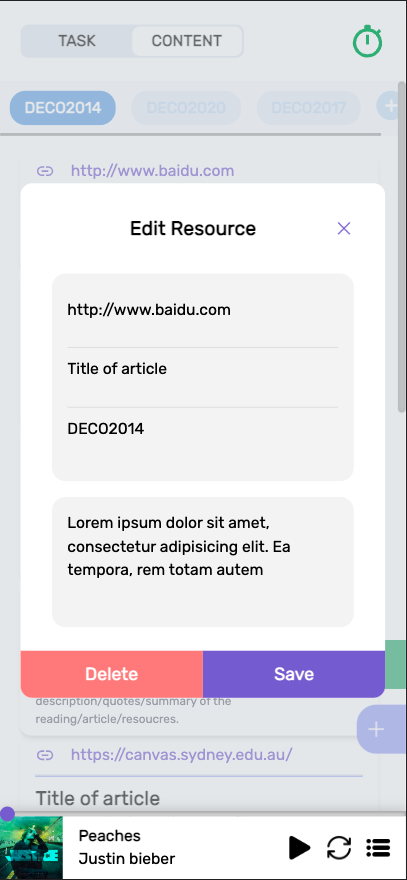 TASK
CONTENT
DECO2014
DECO2020
DECO2017
http://www.baidu.com
Edit Resource
http://www.baidu.com
Title of article
DECO2014
Lorem ipsum dolor sit amet,
consectetur adipisicing elit. Ea
tempora, rem totam autem
Delete
Save
description/quotes/summary of the
reading/article/resoucres.
https://canvas.sydney.edu.au/
Title of article
JUSTICE
Peaches
Justin bieber